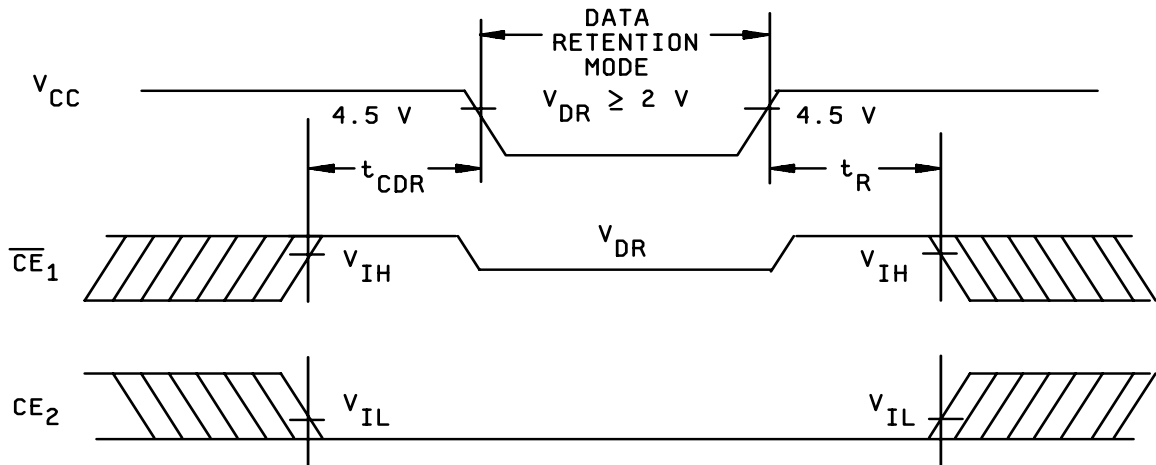 DATA
RETENTION
MODE
V_CC
4.5 V
V_DR ≥ 2 V
4.5 V
t_CDR
t_R
C̅E̅_1
V_IH
V_DR
V_IH
CE_2
V_IL
V_IL